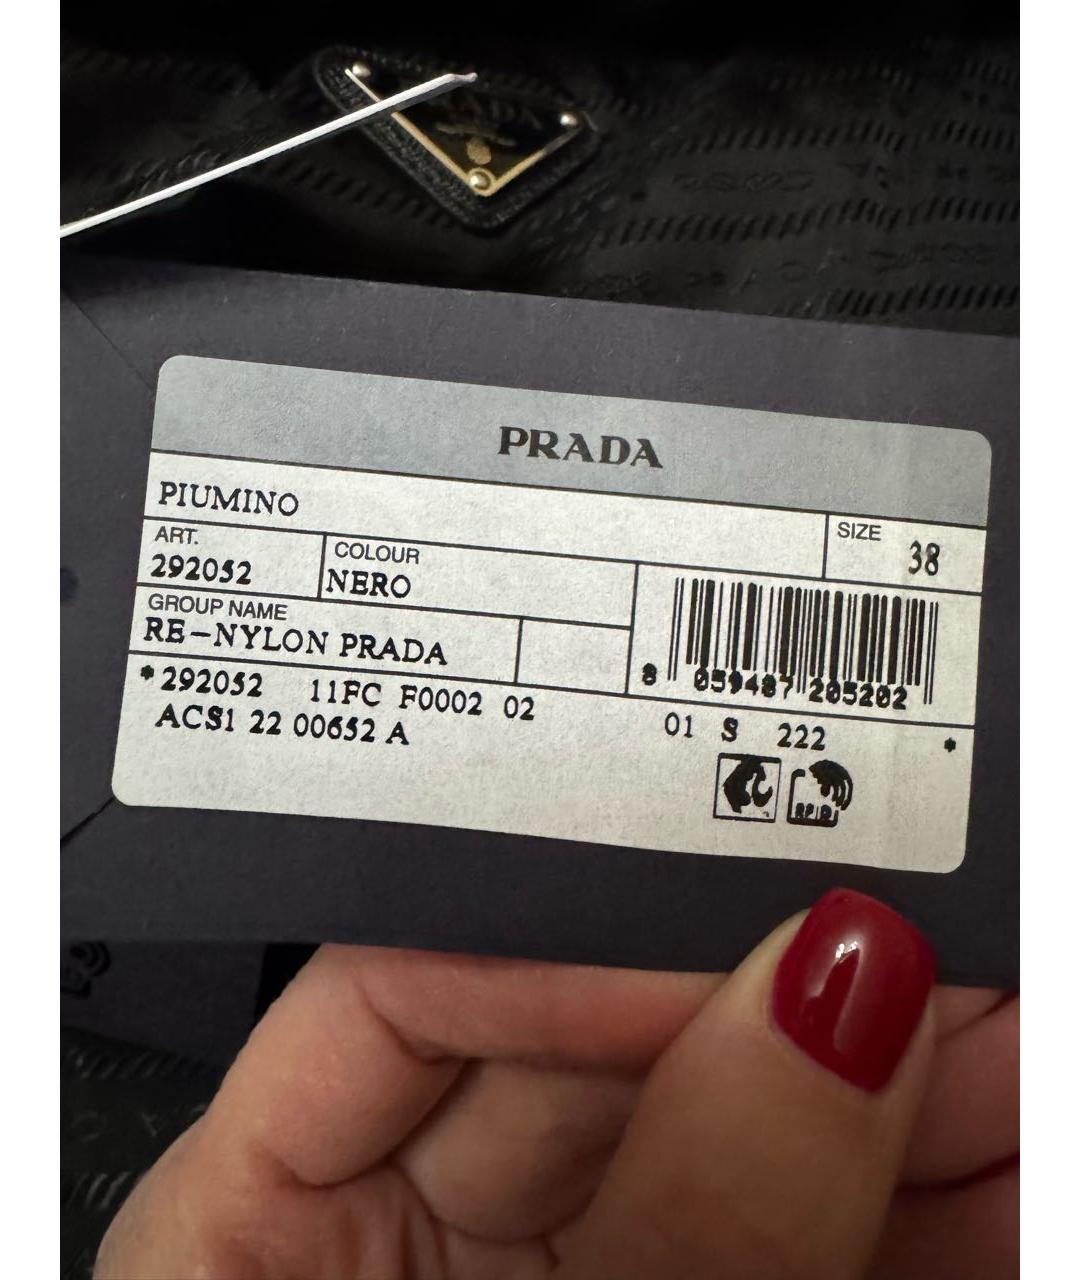 PRADA
PIUMINO
SIZE
38
ART.
292052
COLOUR
NERO
GROUP NAME
RE-NYLON PRADA
8 059487 205202
*292052 11FC F0002 02
01 S 222 *
ACS1 22 00652 A
RFID